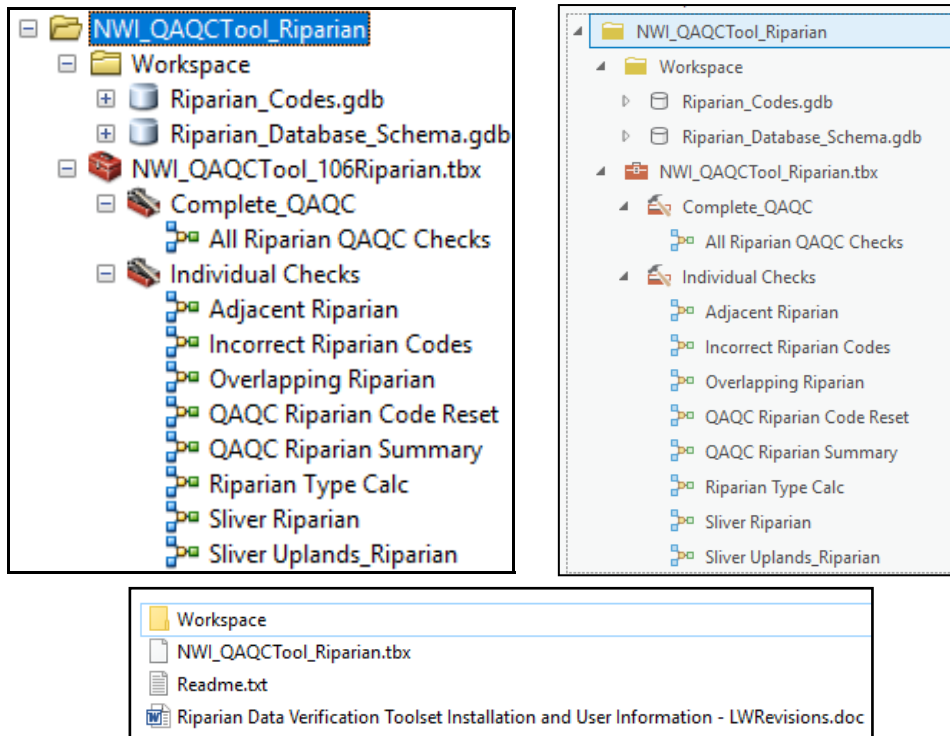 NWI_QAQCTool_Riparian
Workspace
Riparian_Codes.gdb
Riparian_Database_Schema.gdb
NWI_QAQCTool_106Riparian.tbx
Complete_QAQC
All Riparian QAQC Checks
Individual Checks
Adjacent Riparian
Incorrect Riparian Codes
Overlapping Riparian
QAQC Riparian Code Reset
QAQC Riparian Summary
Riparian Type Calc
Sliver Riparian
Sliver Uplands_Riparian
NWI_QAQCTool_Riparian
Workspace
Riparian_Codes.gdb
Riparian_Database_Schema.gdb
NWI_QAQCTool_Riparian.tbx
Complete_QAQC
All Riparian QAQC Checks
Individual Checks
Adjacent Riparian
Incorrect Riparian Codes
Overlapping Riparian
QAQC Riparian Code Reset
QAQC Riparian Summary
Riparian Type Calc
Sliver Riparian
Sliver Uplands_Riparian
Workspace
NWI_QAQCTool_Riparian.tbx
Readme.txt
Riparian Data Verification Toolset Installation and User Information - LWRevisions.doc